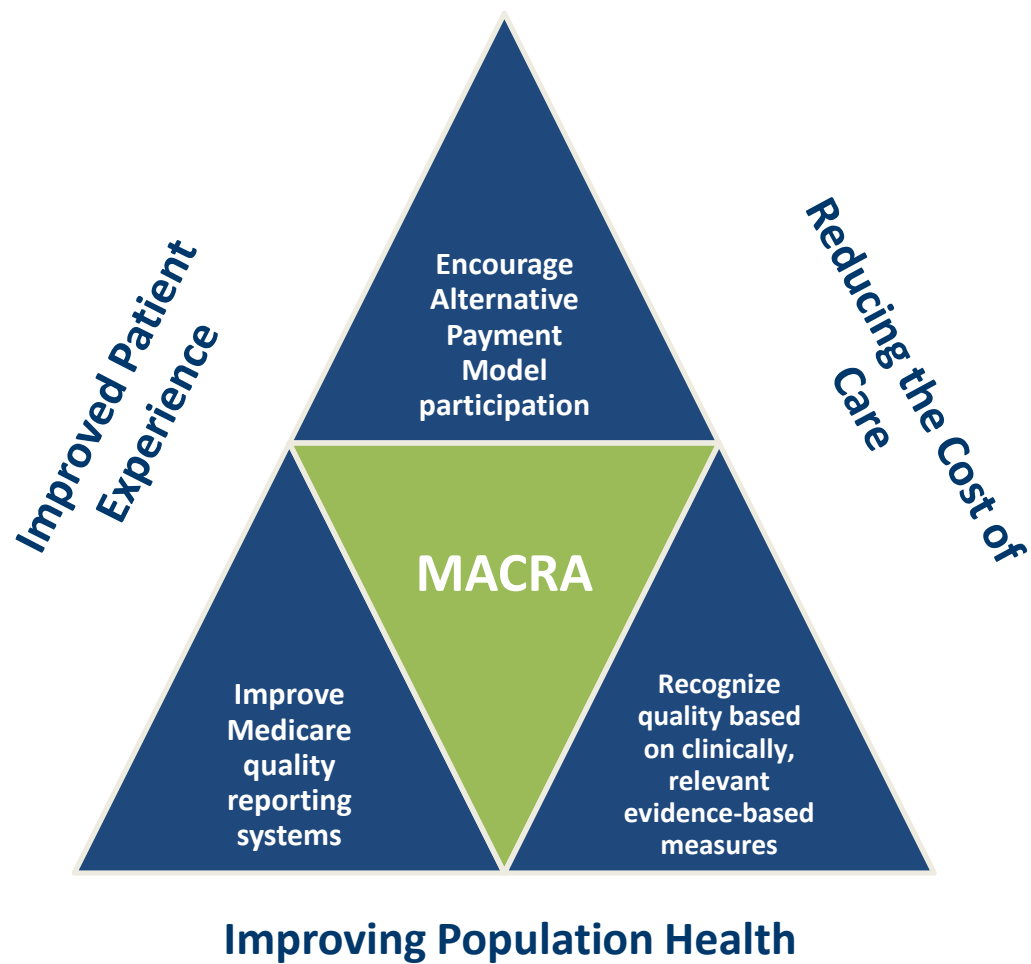 Improved Patient
Experience
Reducing the Cost of
Care
Encourage
Alternative
Payment
Model
participation
MACRA
Improve
Medicare
quality
reporting
systems
Recognize
quality based
on clinically,
relevant
evidence-based
measures
Improving Population Health